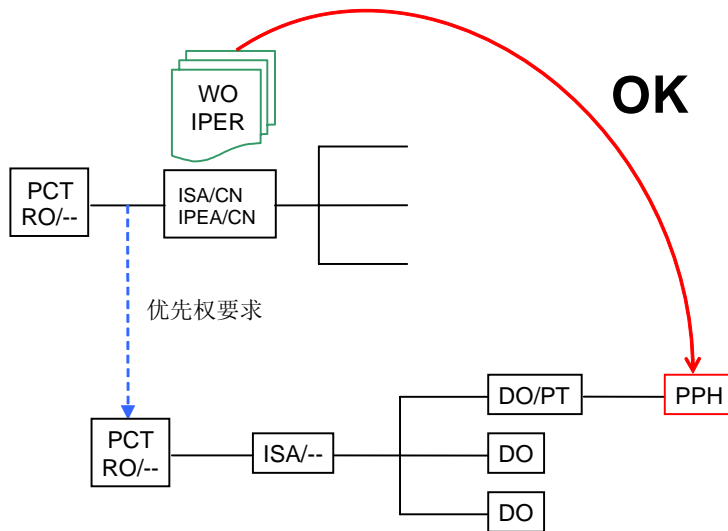 WO
IPER
OK
PCT
RO/--
ISA/CN
IPEA/CN
优先权要求
DO/PT
PPH
PCT
RO/--
ISA/--
DO
DO